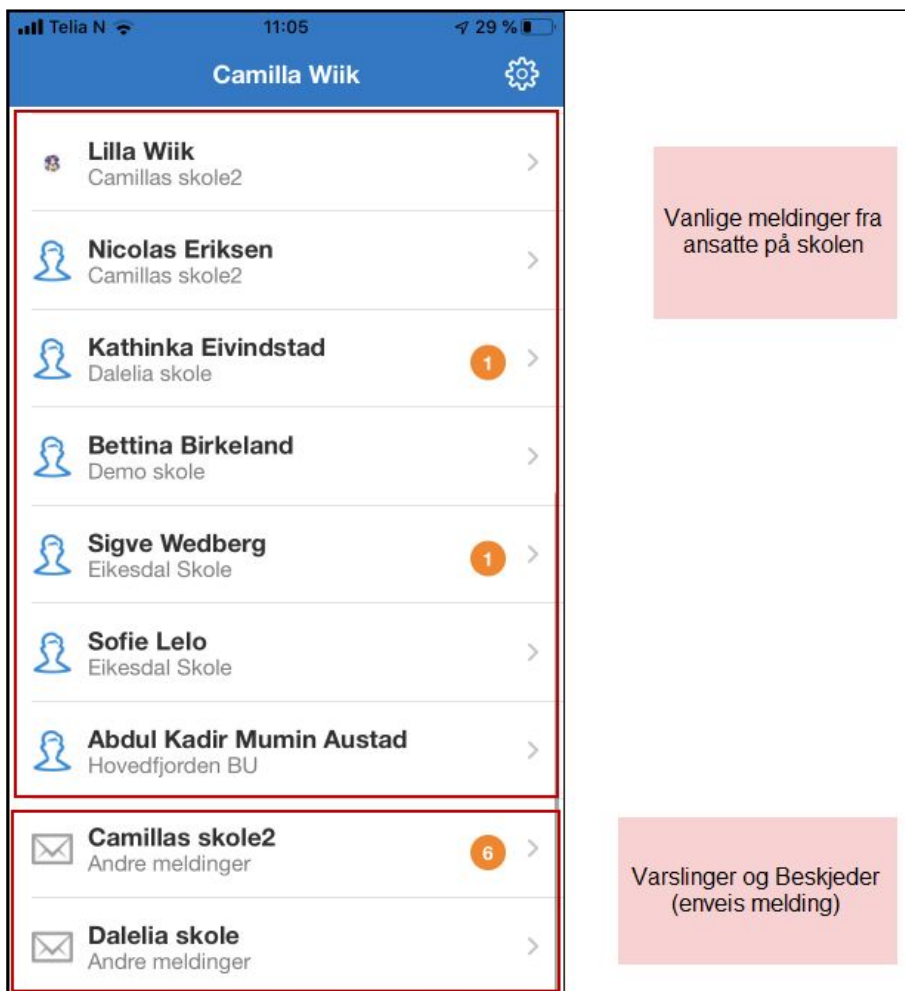 Telia N 11:05 29 %
Camilla Wiik
Lilla Wiik
Camillas skole2
Nicolas Eriksen
Camillas skole2
Kathinka Eivindstad
Dalelia skole
1
Bettina Birkeland
Demo skole
Sigve Wedberg
Eikesdal Skole
1
Sofie Lelo
Eikesdal Skole
Abdul Kadir Mumin Austad
Hovedfjorden BU
Camillas skole2
Andre meldinger
6
Dalelia skole
Andre meldinger
Vanlige meldinger fra
ansatte på skolen
Varslinger og Beskjeder
(enveis melding)